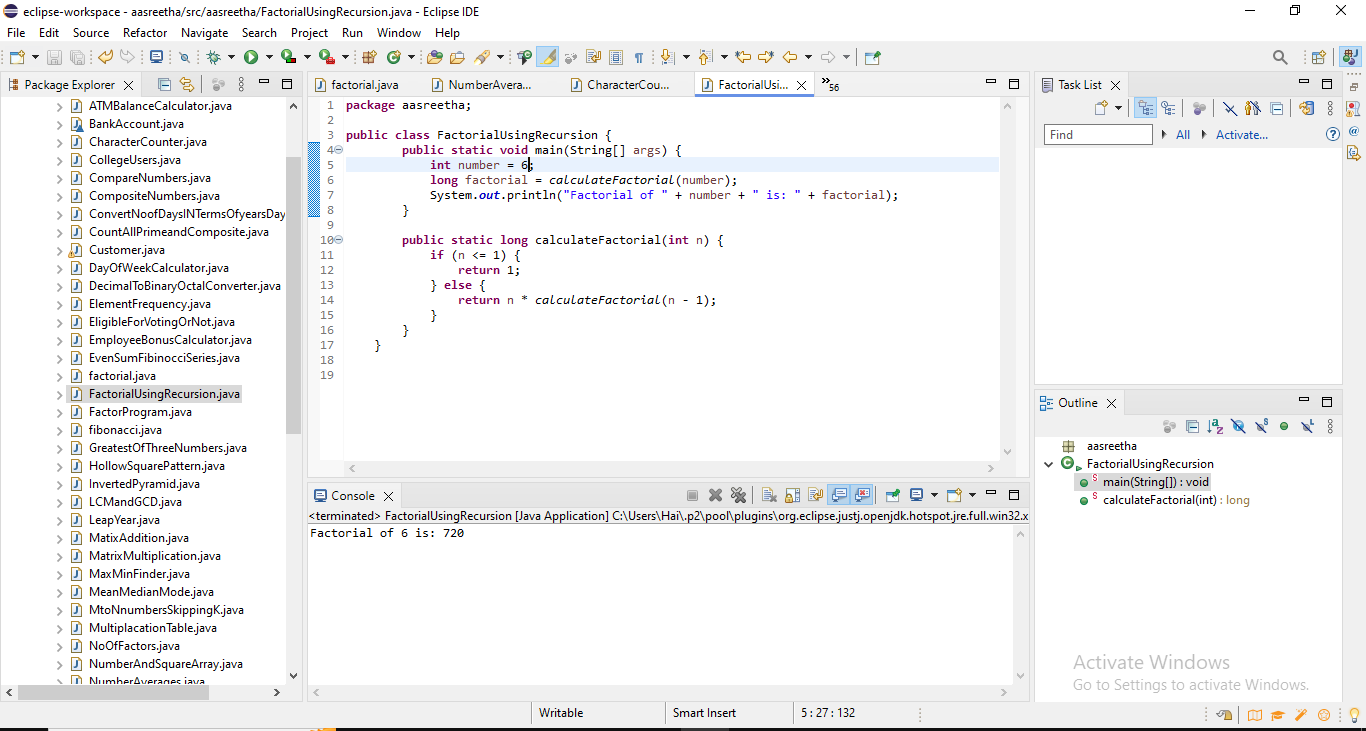 eclipse-workspace - aasreetha/src/aasreetha/FactorialUsingRecursion.java - Eclipse IDE
File Edit Source Refactor Navigate Search Project Run Window Help
Package Explorer
ATMBalanceCalculator.java
BankAccount.java
CharacterCounter.java
CollegeUsers.java
CompareNumbers.java
CompositeNumbers.java
ConvertNoofDaysINTermsOfyearsDay
CountAllPrimeandComposite.java
Customer.java
DayOfWeekCalculator.java
DecimalToBinaryOctalConverter.java
ElementFrequency.java
EligibleForVotingOrNot.java
EmployeeBonusCalculator.java
EvenSumFibinocciSeries.java
factorial.java
FactorialUsingRecursion.java
FactorProgram.java
fibonacci.java
GreatestOfThreeNumbers.java
HollowSquarePattern.java
InvertedPyramid.java
LCMandGCD.java
LeapYear.java
MatixAddition.java
MatrixMultiplication.java
MaxMinFinder.java
MeanMedianMode.java
MtoNnumbersSkippingK.java
MultiplacationTable.java
NoOfFactors.java
NumberAndSquareArray.java
NumberAverages.java
factorial.java NumberAvera... CharacterCou... FactorialUsi... »56
1 package aasreetha;
2
3 public class FactorialUsingRecursion {
4 public static void main(String[] args) {
5 int number = 6;
6 long factorial = calculateFactorial(number);
7 System.out.println("Factorial of " + number + " is: " + factorial);
8 }
9
10 public static long calculateFactorial(int n) {
11 if (n <= 1) {
12 return 1;
13 } else {
14 return n * calculateFactorial(n - 1);
15 }
16 }
17 }
18
19
Console
<terminated> FactorialUsingRecursion [Java Application] C:\Users\Hai\.p2\pool\plugins\org.eclipse.justj.openjdk.hotspot.jre.full.win32.x
Factorial of 6 is: 720
Task List
Find All Activate...
Outline
aasreetha
FactorialUsingRecursion
main(String[]) : void
calculateFactorial(int) : long
Activate Windows
Go to Settings to activate Windows.
Writable Smart Insert 5 : 27 : 132